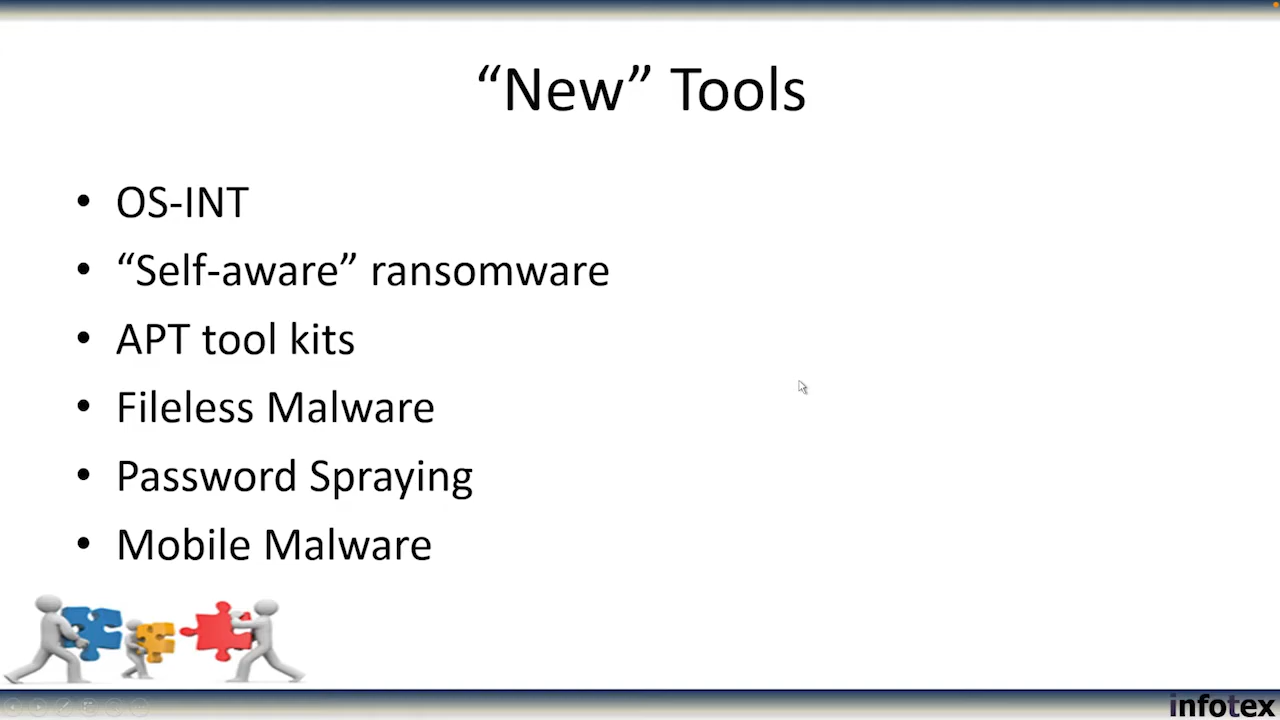 “New” Tools
• OS-INT
• “Self-aware” ransomware
• APT tool kits
• Fileless Malware
• Password Spraying
• Mobile Malware
infotex